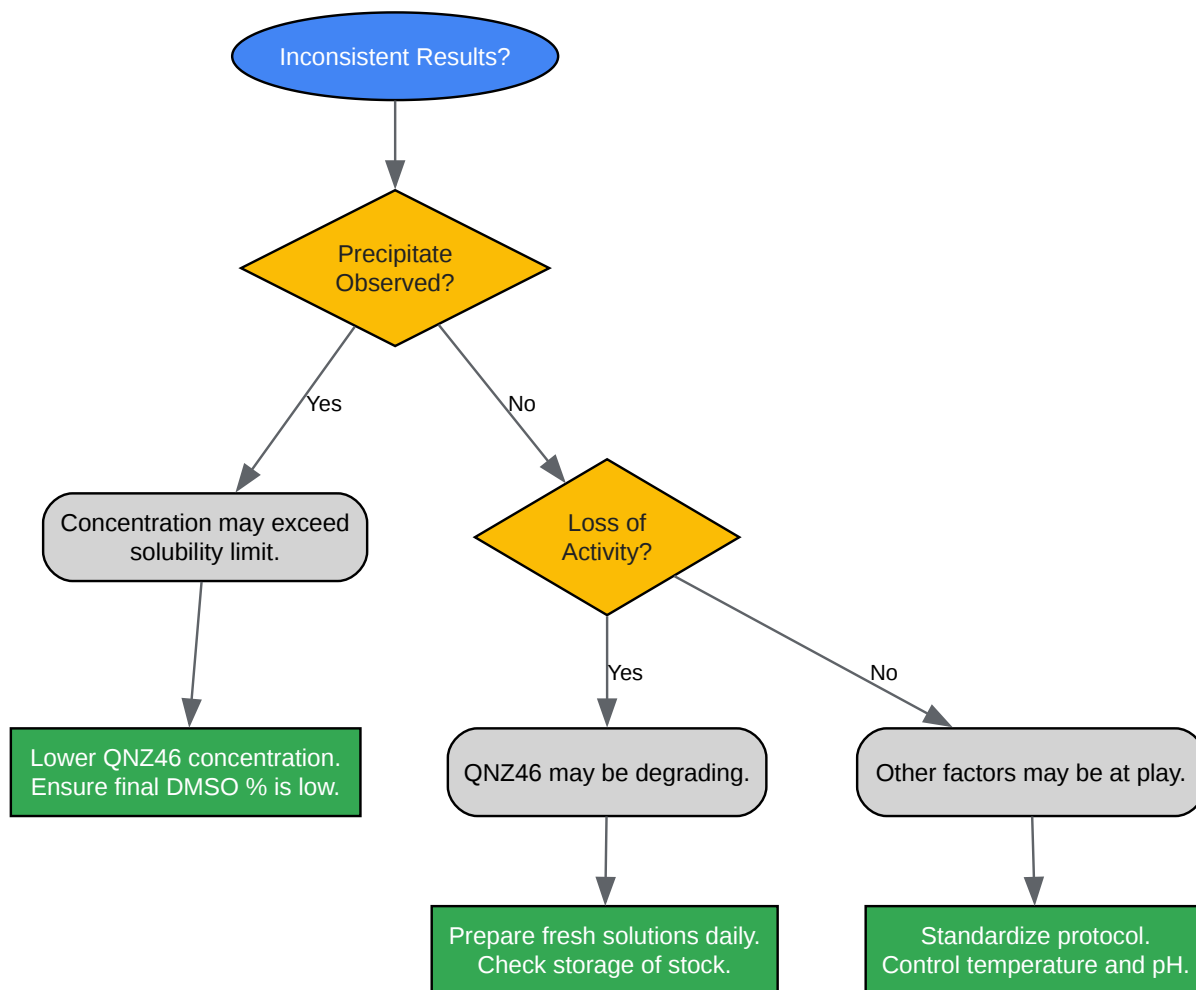 Inconsistent Results?
Precipitate
Observed?
Yes
No
Concentration may exceed
solubility limit.
Loss of
Activity?
Yes
No
Lower QNZ46 concentration.
Ensure final DMSO % is low.
QNZ46 may be degrading.
Other factors may be at play.
Prepare fresh solutions daily.
Check storage of stock.
Standardize protocol.
Control temperature and pH.